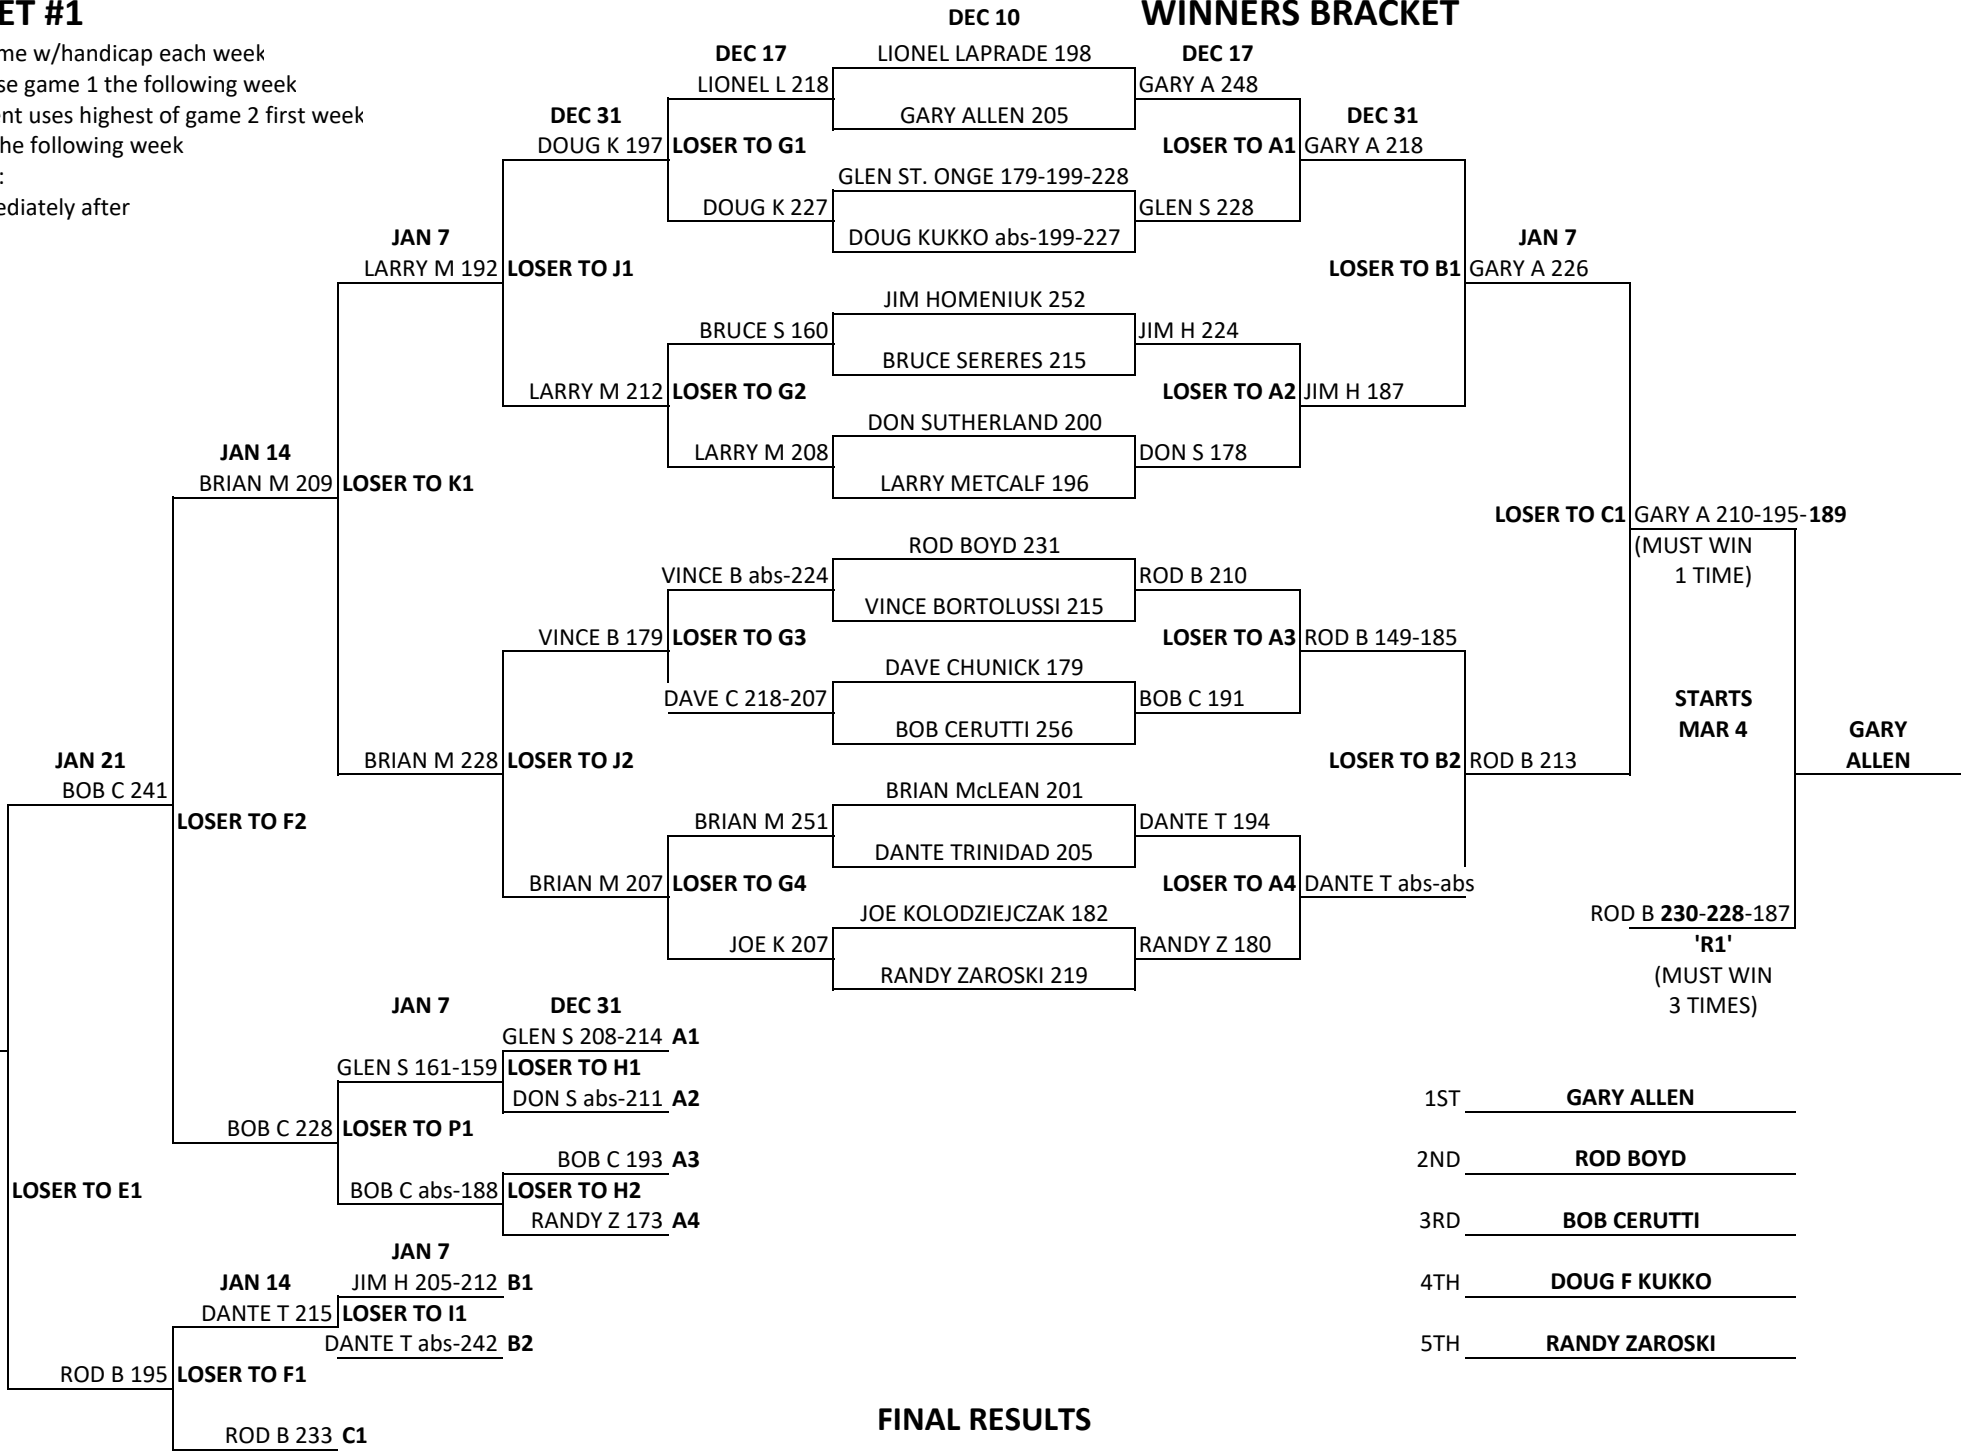 ET #1
DEC 10
WINNERS BRACKET
me w/handicap each week
DEC 17
LIONEL LAPRADE 198
DEC 17
se game 1 the following week
LIONEL L 218
GARY A 248
ent uses highest of game 2 first week
DEC 31
GARY ALLEN 205
DEC 31
he following week
DOUG K 197
LOSER TO G1
LOSER TO A1
GARY A 218
:
GLEN ST. ONGE 179-199-228
ediately after
DOUG K 227
GLEN S 228
JAN 7
DOUG KUKKO abs-199-227
JAN 7
LARRY M 192
LOSER TO J1
LOSER TO B1
GARY A 226
JIM HOMENIUK 252
BRUCE S 160
JIM H 224
BRUCE SERERES 215
LARRY M 212
LOSER TO G2
LOSER TO A2
JIM H 187
DON SUTHERLAND 200
JAN 14
LARRY M 208
DON S 178
BRIAN M 209
LOSER TO K1
LARRY METCALF 196
LOSER TO C1
GARY A 210-195-189
ROD BOYD 231
(MUST WIN
VINCE B abs-224
ROD B 210
1 TIME)
VINCE BORTOLUSSI 215
VINCE B 179
LOSER TO G3
LOSER TO A3
ROD B 149-185
DAVE CHUNICK 179
DAVE C 218-207
BOB C 191
STARTS
BOB CERUTTI 256
MAR 4
GARY
JAN 21
BRIAN M 228
LOSER TO J2
LOSER TO B2
ROD B 213
ALLEN
BOB C 241
BRIAN McLEAN 201
LOSER TO F2
BRIAN M 251
DANTE T 194
DANTE TRINIDAD 205
BRIAN M 207
LOSER TO G4
LOSER TO A4
DANTE T abs-abs
JOE KOLODZIEJCZAK 182
ROD B 230-228-187
JOE K 207
RANDY Z 180
'R1'
RANDY ZAROSKI 219
(MUST WIN
JAN 7
DEC 31
3 TIMES)
GLEN S 208-214 A1
GLEN S 161-159
LOSER TO H1
DON S abs-211 A2
1ST
GARY ALLEN
BOB C 228
LOSER TO P1
BOB C 193 A3
2ND
ROD BOYD
LOSER TO E1
BOB C abs-188
LOSER TO H2
RANDY Z 173 A4
3RD
BOB CERUTTI
JAN 7
JAN 14
JIM H 205-212 B1
4TH
DOUG F KUKKO
DANTE T 215
LOSER TO I1
DANTE T abs-242 B2
5TH
RANDY ZAROSKI
ROD B 195
LOSER TO F1
FINAL RESULTS
ROD B 233 C1